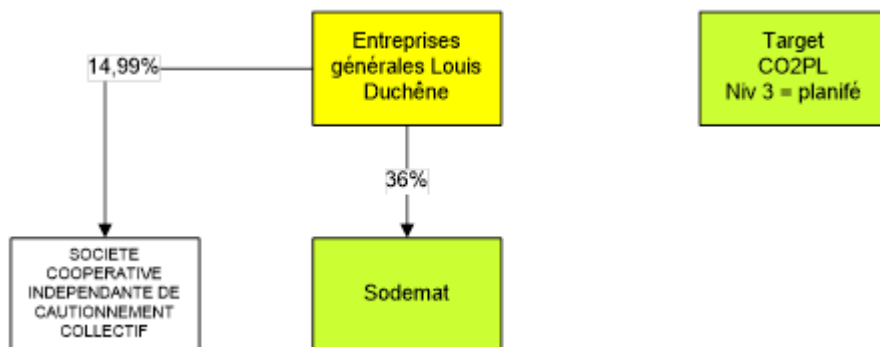 Entreprises
générales Louis
Duchêne
Target
CO2PL
Niv 3 = planifé
14,99%
36%
SOCIETE
COOPERATIVE
INDEPENDANTE DE
CAUTIONNEMENT
COLLECTIF
Sodemat